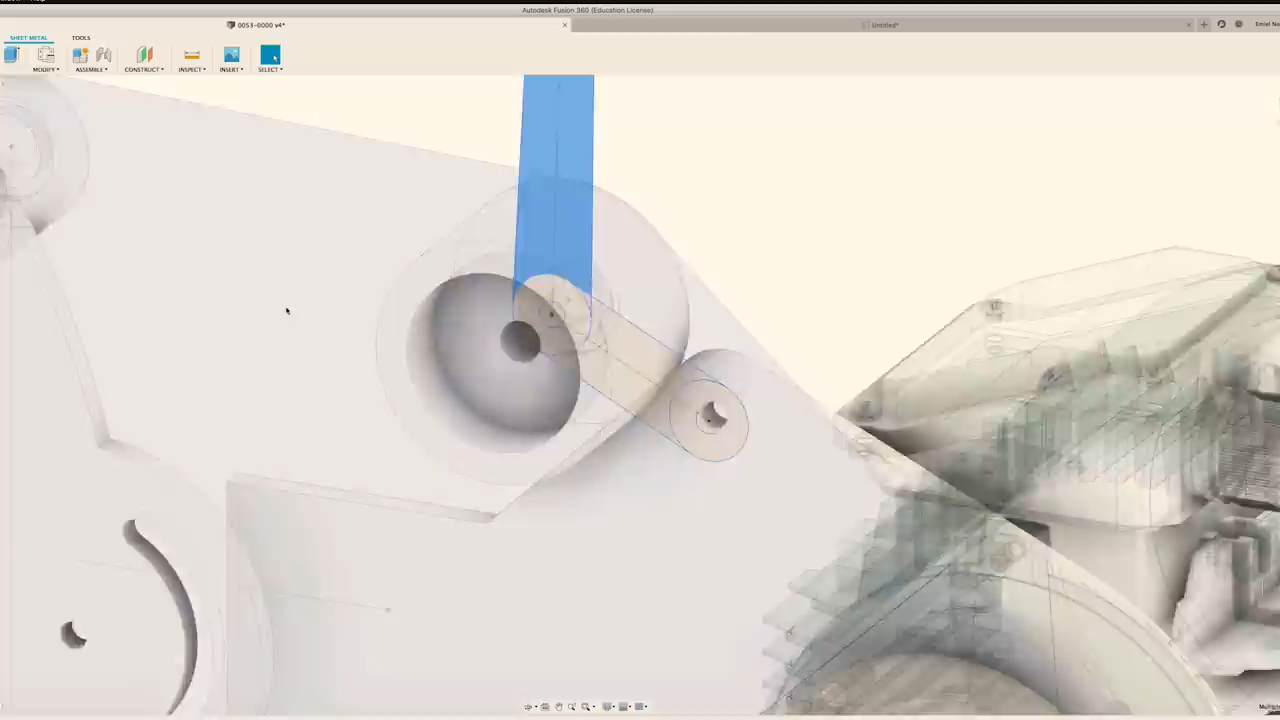 Autodesk Fusion 360 (Education License)
0053-0000 v4*
Untitled*
SHEET METAL
TOOLS
MODIFY
ASSEMBLE
CONSTRUCT
INSPECT
INSERT
SELECT